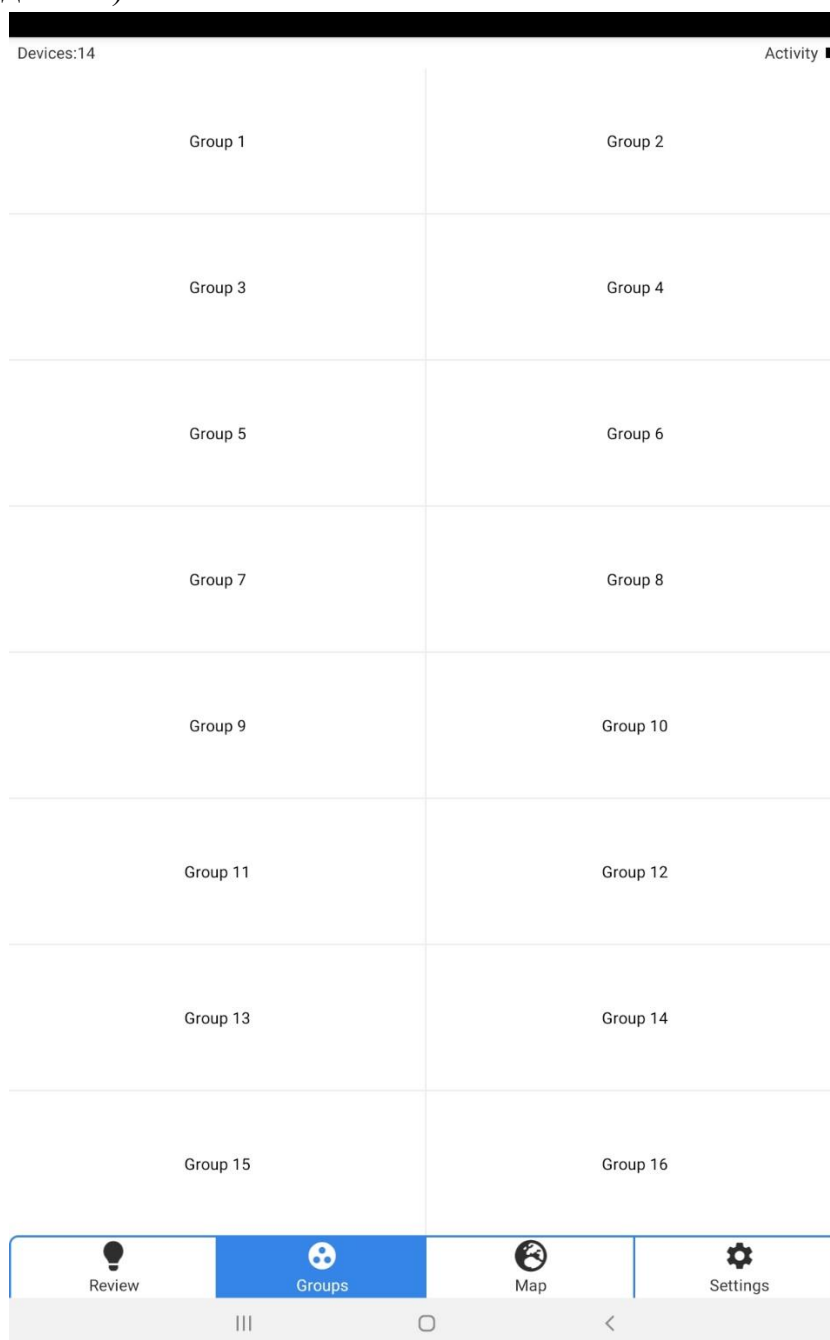 Devices:14 Activity
Group 1 Group 2
Group 3 Group 4
Group 5 Group 6
Group 7 Group 8
Group 9 Group 10
Group 11 Group 12
Group 13 Group 14
Group 15 Group 16
Review Groups Map Settings